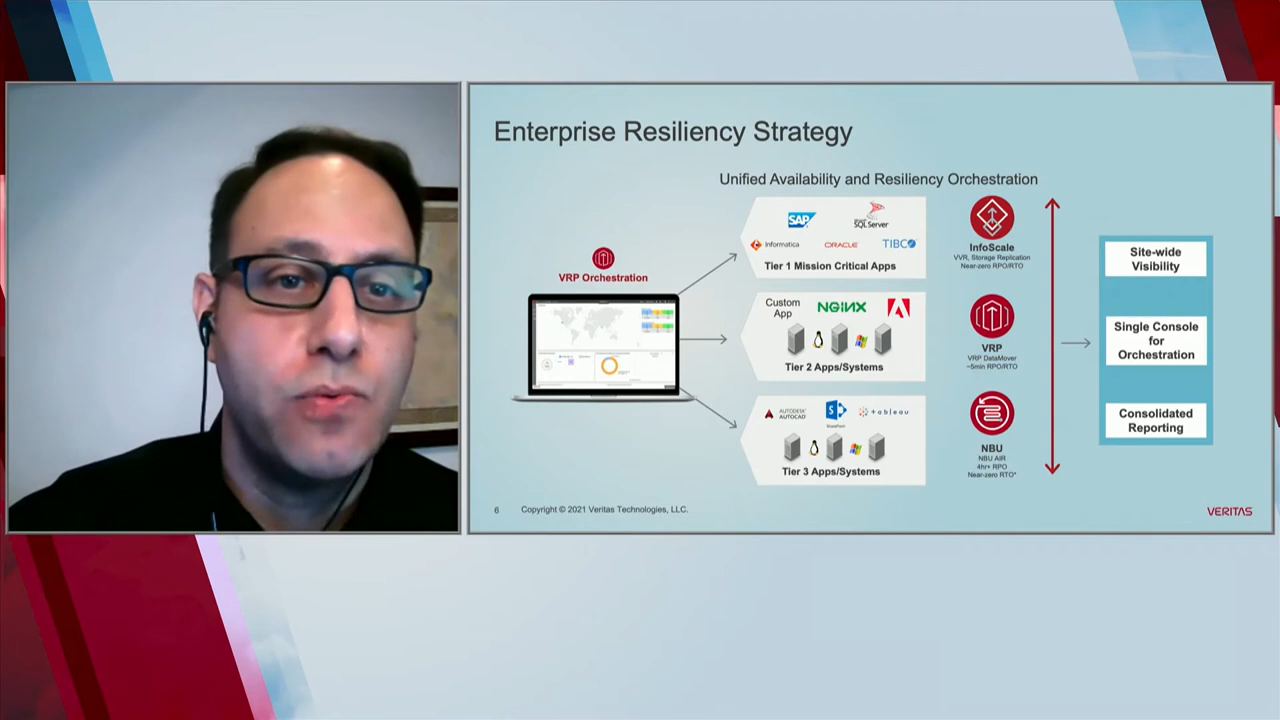 Enterprise Resiliency Strategy
Unified Availability and Resiliency Orchestration
VRP Orchestration
SAP
SQL Server
Informatica
ORACLE
TIBCO
Tier 1 Mission Critical Apps
Custom
App
NGINX
Tier 2 Apps/Systems
AUTODESK
AUTOCAD
SharePoint
+ableau
Tier 3 Apps/Systems
InfoScale
VVR, Storage Replication
Near-zero RPO/RTO
VRP
VRP DataMover
~5min RPO/RTO
NBU
NBU AIR
4hr+ RPO
Near-zero RTO*
Site-wide
Visibility
Single Console
for
Orchestration
Consolidated
Reporting
6
Copyright © 2021 Veritas Technologies, LLC.
VERITAS